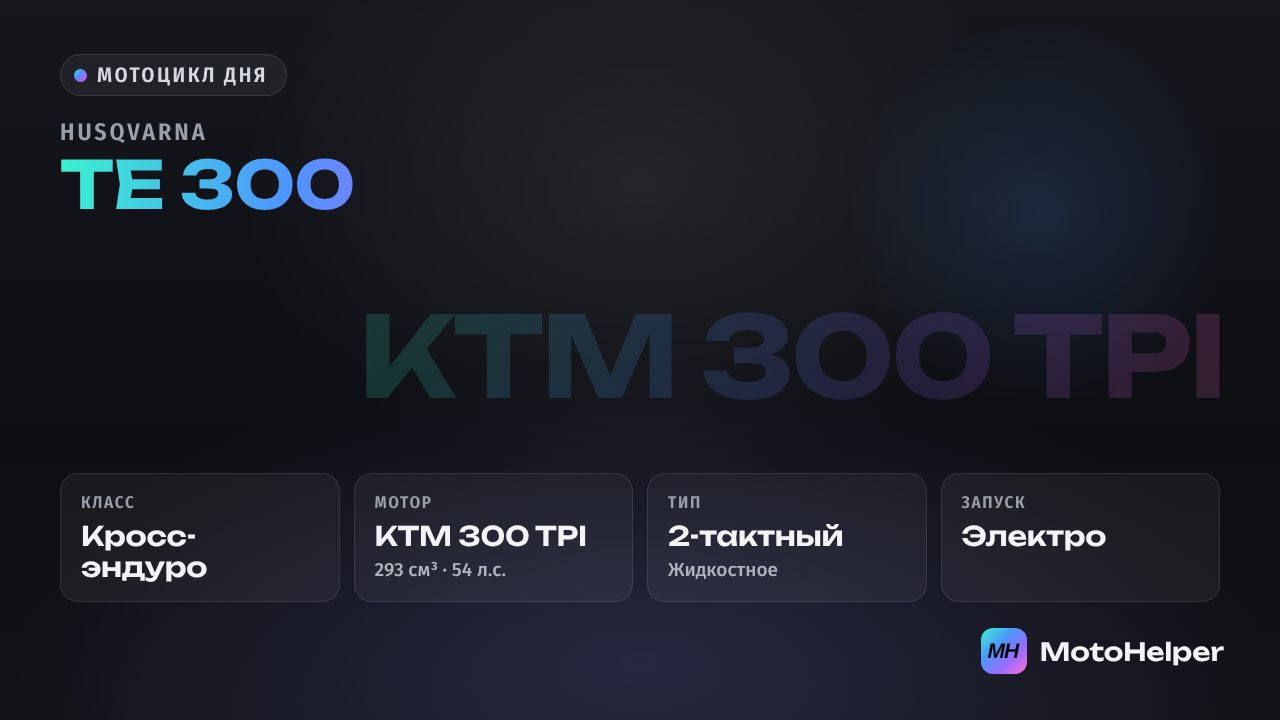 МОТОЦИКЛ ДНЯ
HUSQVARNA
TE 300
KTM 300 TPI
КЛАСС
Кросс-
эндуро
МОТОР
KTM 300 TPI
293 см³ · 54 л.с.
ТИП
2-тактный
Жидкостное
ЗАПУСК
Электро
MH MotoHelper